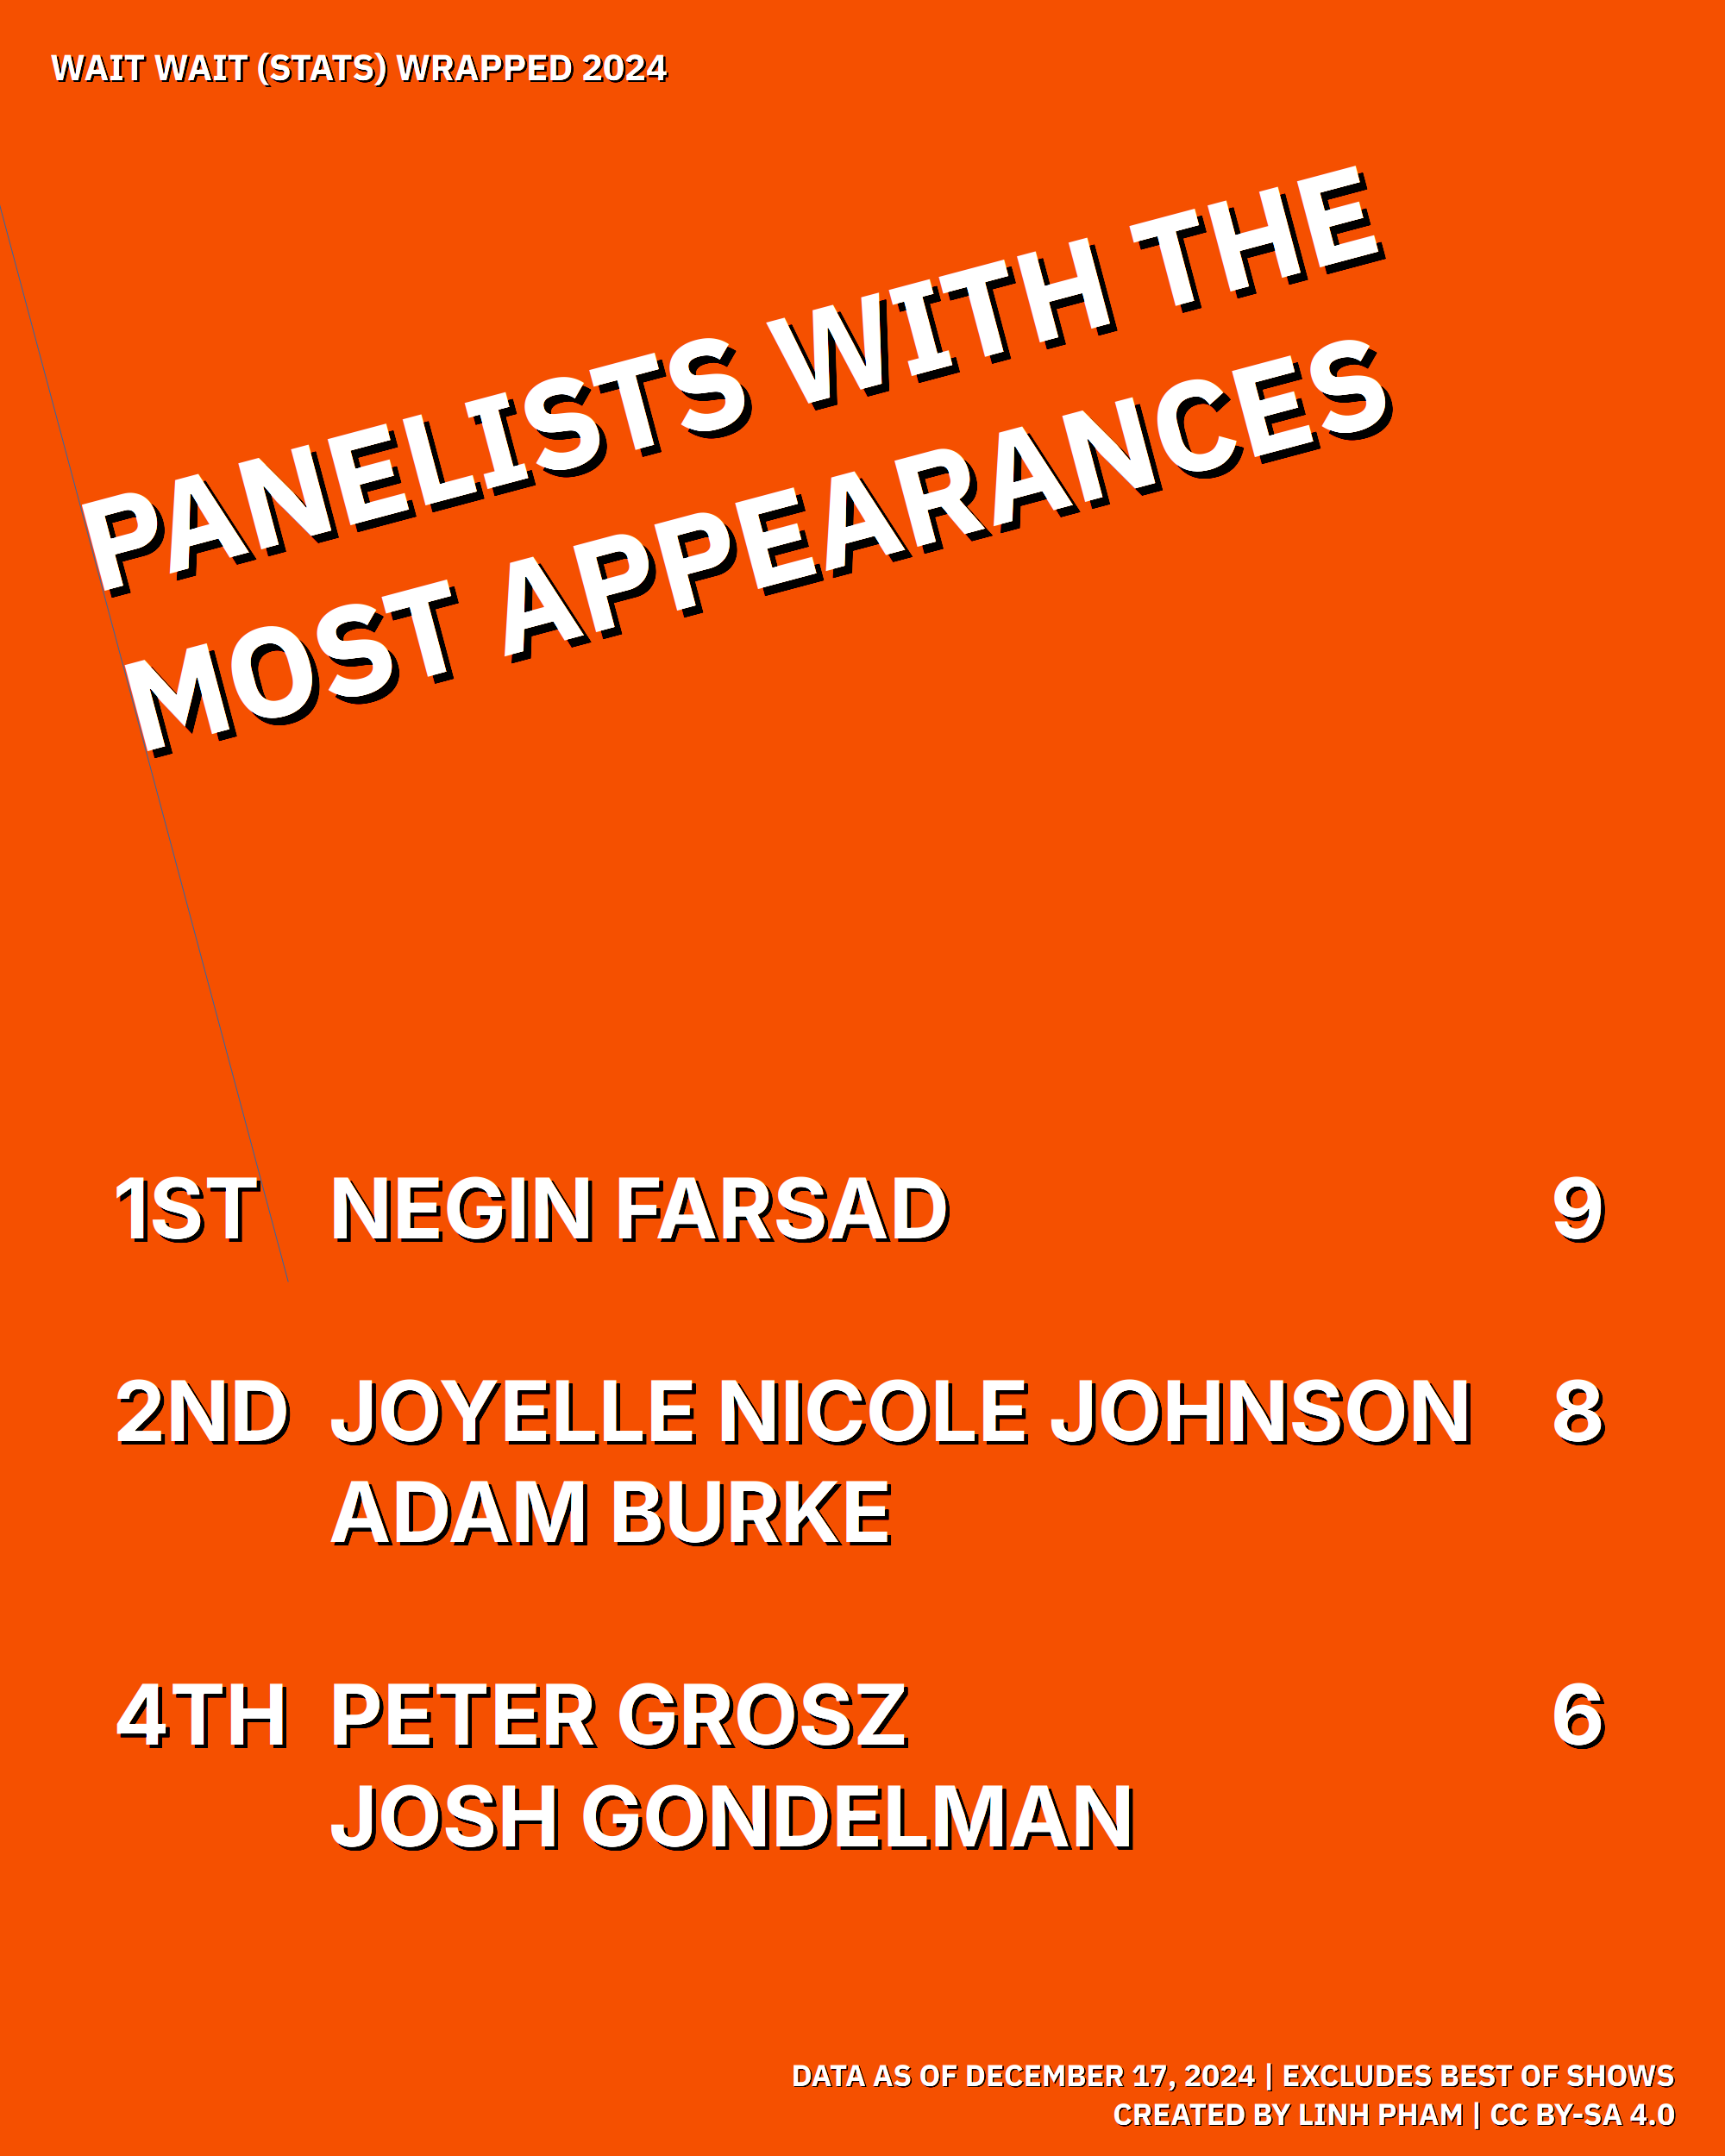 WAIT WAIT (STATS) WRAPPED 2024
PANELISTS WITH THE
MOST APPEARANCES
1ST NEGIN FARSAD 9
2ND JOYELLE NICOLE JOHNSON 8
ADAM BURKE
4TH PETER GROSZ 6
JOSH GONDELMAN
DATA AS OF DECEMBER 17, 2024 | EXCLUDES BEST OF SHOWS
CREATED BY LINH PHAM | CC BY-SA 4.0